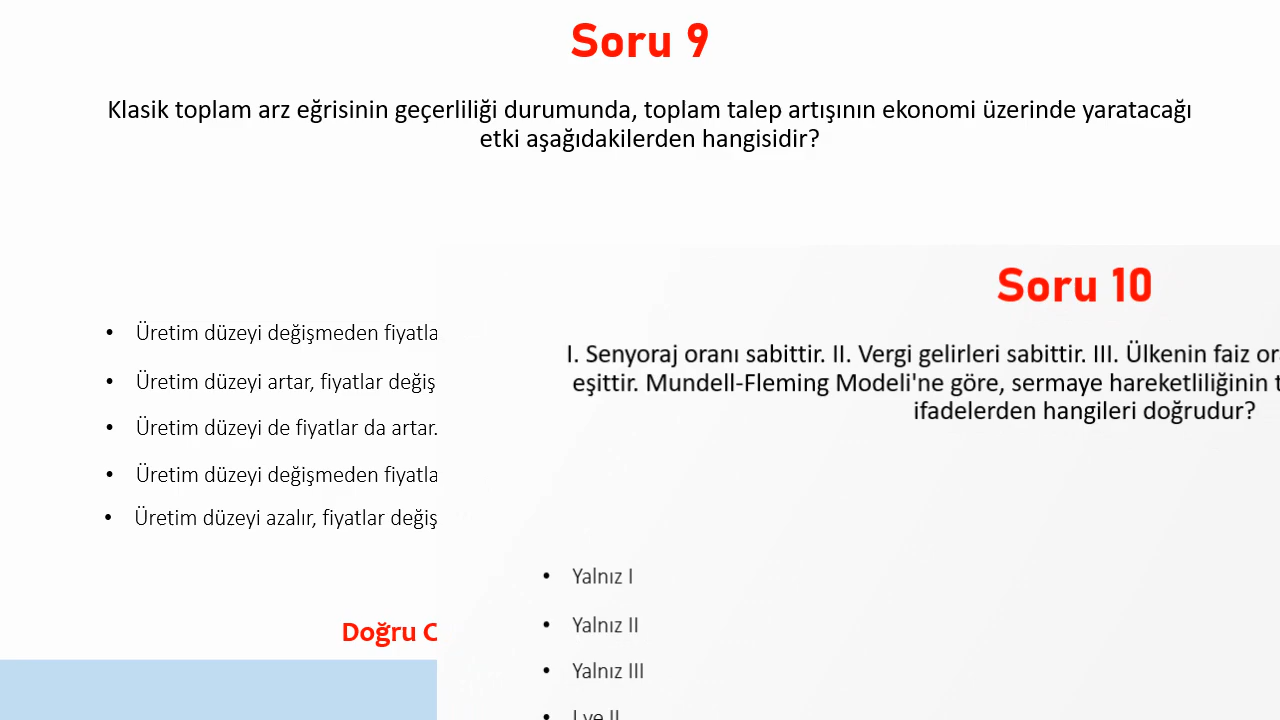 Soru 9
Klasik toplam arz eğrisinin geçerliliği durumunda, toplam talep artışının ekonomi üzerinde yaratacağı
etki aşağıdakilerden hangisidir?
• Üretim düzeyi değişmeden fiyatla
• Üretim düzeyi artar, fiyatlar değiş
• Üretim düzeyi de fiyatlar da artar.
• Üretim düzeyi değişmeden fiyatla
• Üretim düzeyi azalır, fiyatlar değiş
Doğru
Soru 10
I. Senyoraj oranı sabittir. II. Vergi gelirleri sabittir. III. Ülkenin faiz or
eşittir. Mundell-Fleming Modeli'ne göre, sermaye hareketliliğinin t
ifadelerden hangileri doğrudur?
• Yalnız I
• Yalnız II
• Yalnız III
• I ve II